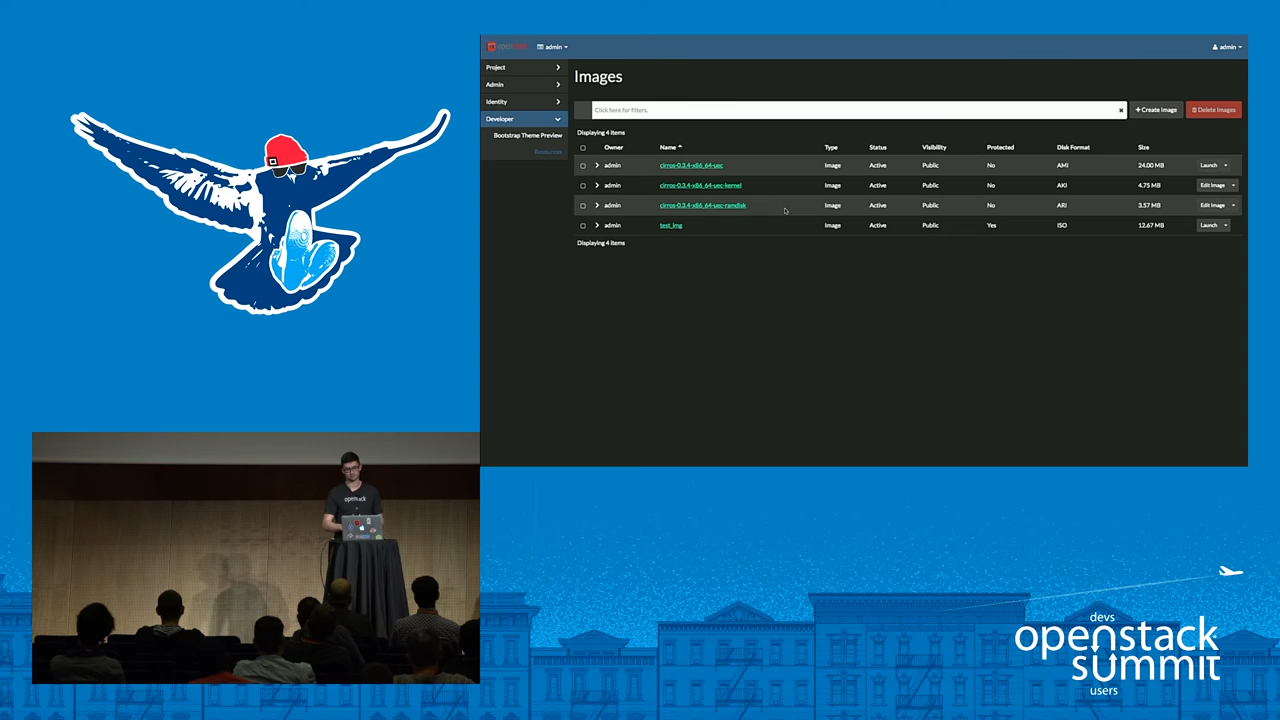 openstack
admin
admin
Project
Admin
Identity
Developer
Bootstrap Theme Preview
Resources
Images
Click here for filters.
Create Image
Delete Images
Displaying 4 items
Owner Name Type Status Visibility Protected Disk Format Size
admin cirros-0.3.4-x86_64-uec Image Active Public No AMI 24.00 MB Launch
admin cirros-0.3.4-x86_64-uec-kernel Image Active Public No AKI 4.75 MB Edit Image
admin cirros-0.3.4-x86_64-uec-ramdisk Image Active Public No ARI 3.57 MB Edit Image
admin test_img Image Active Public Yes ISO 12.67 MB Launch
Displaying 4 items
openstack
devs
openstack
summit
users